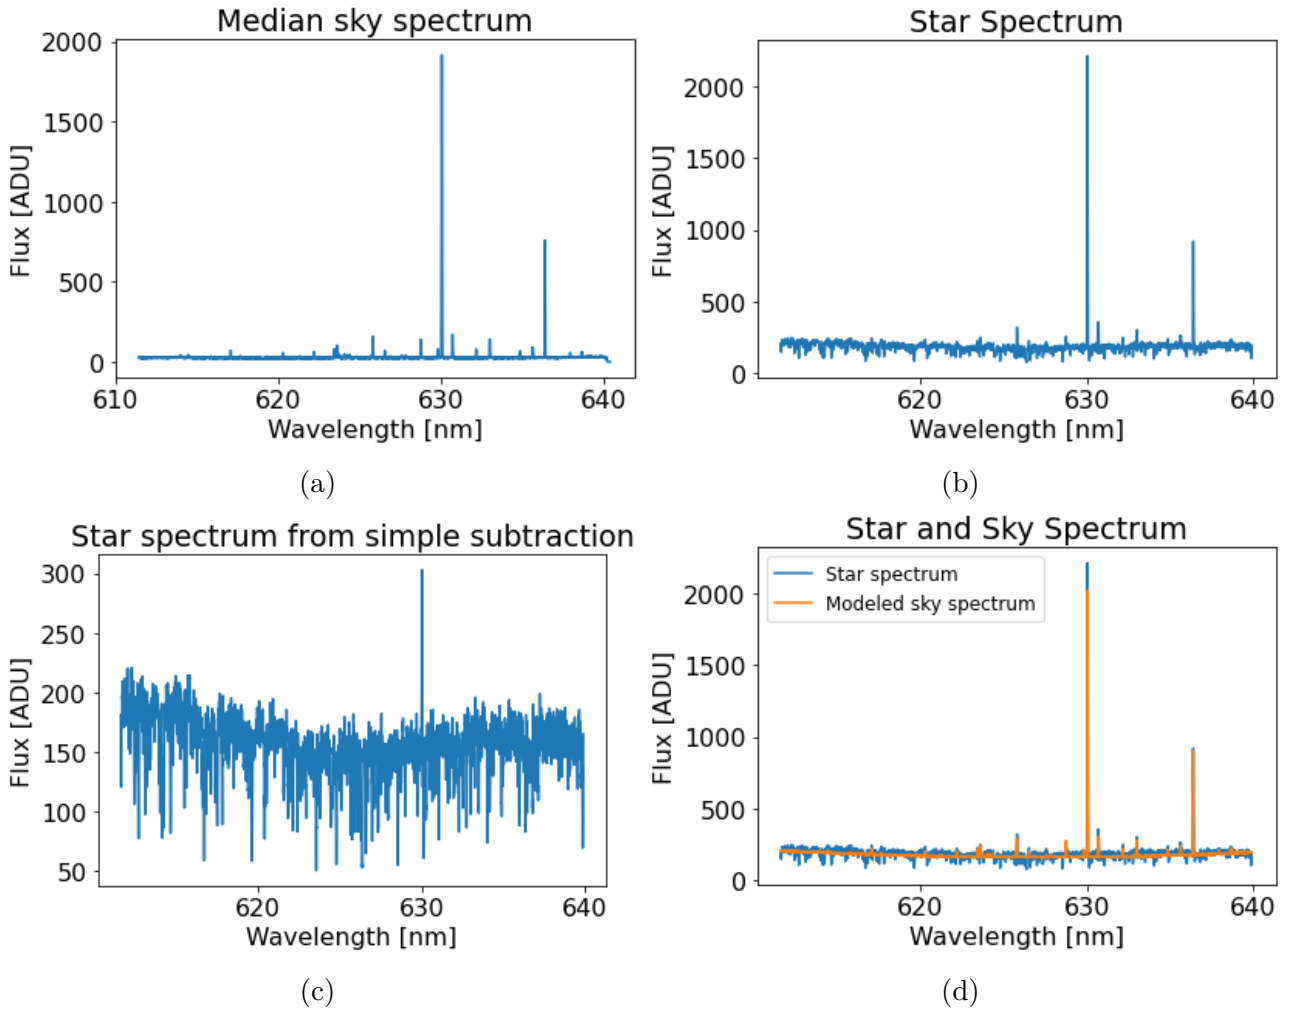 Median sky spectrum
2000
1500
1000
500
0
Flux [ADU]
610 620 630 640
Wavelength [nm]
(a)
Star Spectrum
2000
1500
1000
500
0
Flux [ADU]
620 630 640
Wavelength [nm]
(b)
Star spectrum from simple subtraction
300
250
200
150
100
50
Flux [ADU]
620 630 640
Wavelength [nm]
(c)
Star and Sky Spectrum
Star spectrum
Modeled sky spectrum
2000
1500
1000
500
0
Flux [ADU]
620 630 640
Wavelength [nm]
(d)